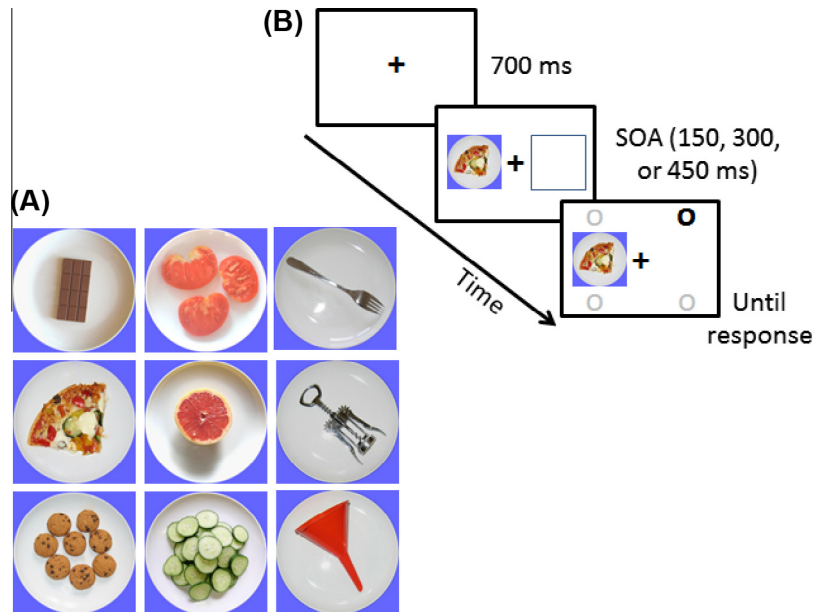 (B)
+
700 ms
+
SOA (150, 300,
or 450 ms)
(A)
O O
+
O O
Time
Until
response